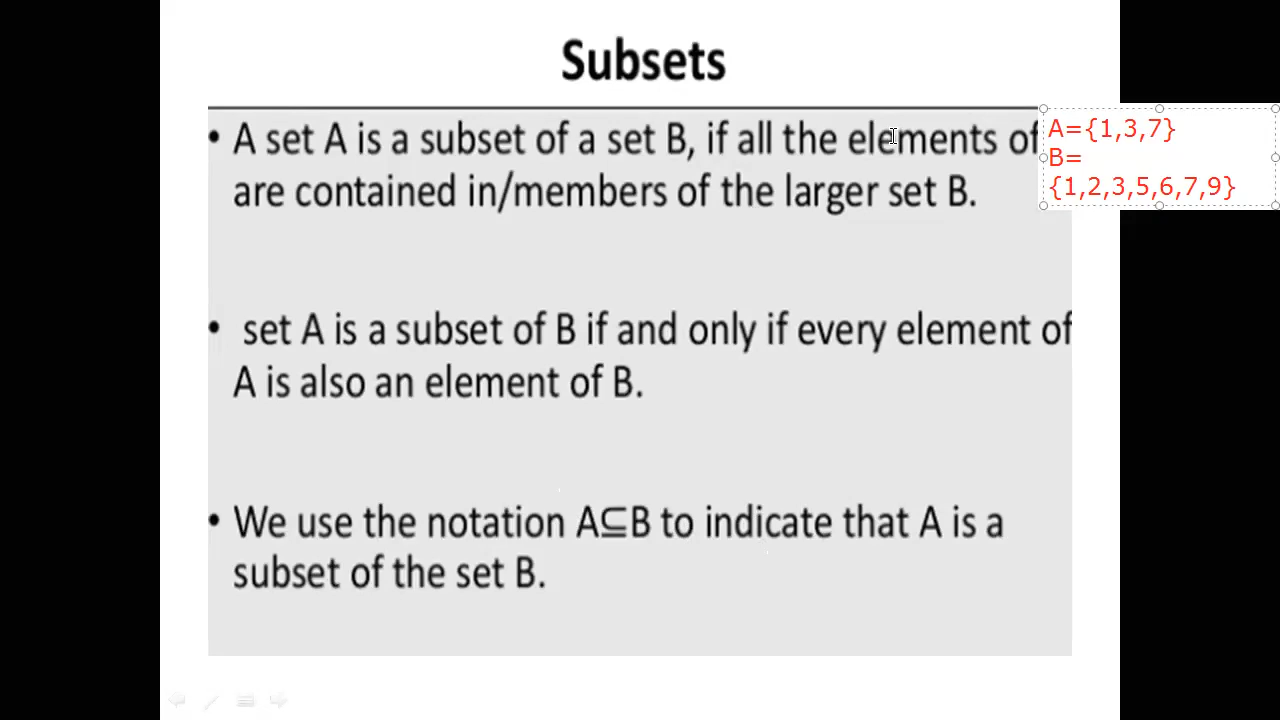 Subsets
• A set A is a subset of a set B, if all the elements of
are contained in/members of the larger set B.
A={1,3,7}
B=
{1,2,3,5,6,7,9}
• set A is a subset of B if and only if every element of
A is also an element of B.
• We use the notation A⊆B to indicate that A is a
subset of the set B.